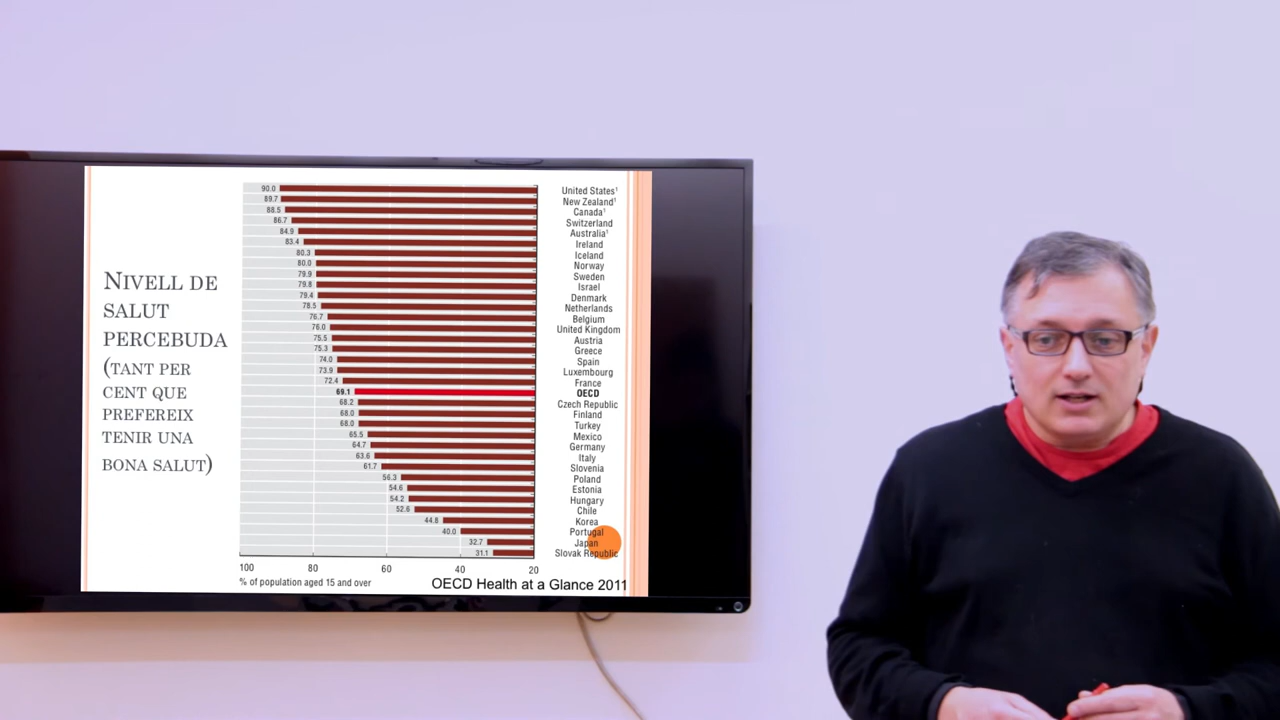 NIVELL DE
SALUT
PERCEBUDA
(TANT PER
CENT QUE
PREFEREIX
TENIR UNA
BONA SALUT)
90.0 United States¹
89.7 New Zealand¹
88.5 Canada¹
86.7 Switzerland
84.9 Australia¹
83.4 Ireland
80.3 Iceland
80.0 Norway
79.9 Sweden
79.8 Israel
79.4 Denmark
78.5 Netherlands
76.7 Belgium
76.0 United Kingdom
75.5 Austria
75.3 Greece
74.0 Spain
73.9 Luxembourg
72.4 France
69.1 OECD
68.2 Czech Republic
68.0 Finland
68.0 Turkey
65.5 Mexico
64.7 Germany
63.6 Italy
61.7 Slovenia
56.3 Poland
54.6 Estonia
54.2 Hungary
52.6 Chile
44.8 Korea
40.0 Portugal
32.7 Japan
31.1 Slovak Republic
100 80 60 40 20
% of population aged 15 and over
OECD Health at a Glance 2011